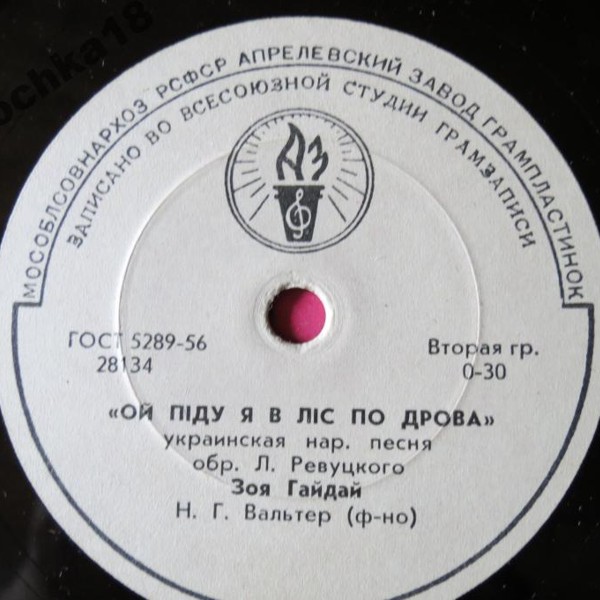 МОСОБЛСОВНАРХОЗ РСФСР АПРЕЛЕВСКИЙ ЗАВОД ГРАМПЛАСТИНОК
ЗАПИСАНО ВО ВСЕСОЮЗНОЙ СТУДИИ ГРАМЗАПИСИ
АЗ
ГОСТ 5289-56
28134
Вторая гр.
0-30
«ОЙ ПІДУ Я В ЛІС ПО ДРОВА»
украинская нар. песня
обр. Л. Ревуцкого
Зоя Гайдай
Н. Г. Вальтер (ф-но)